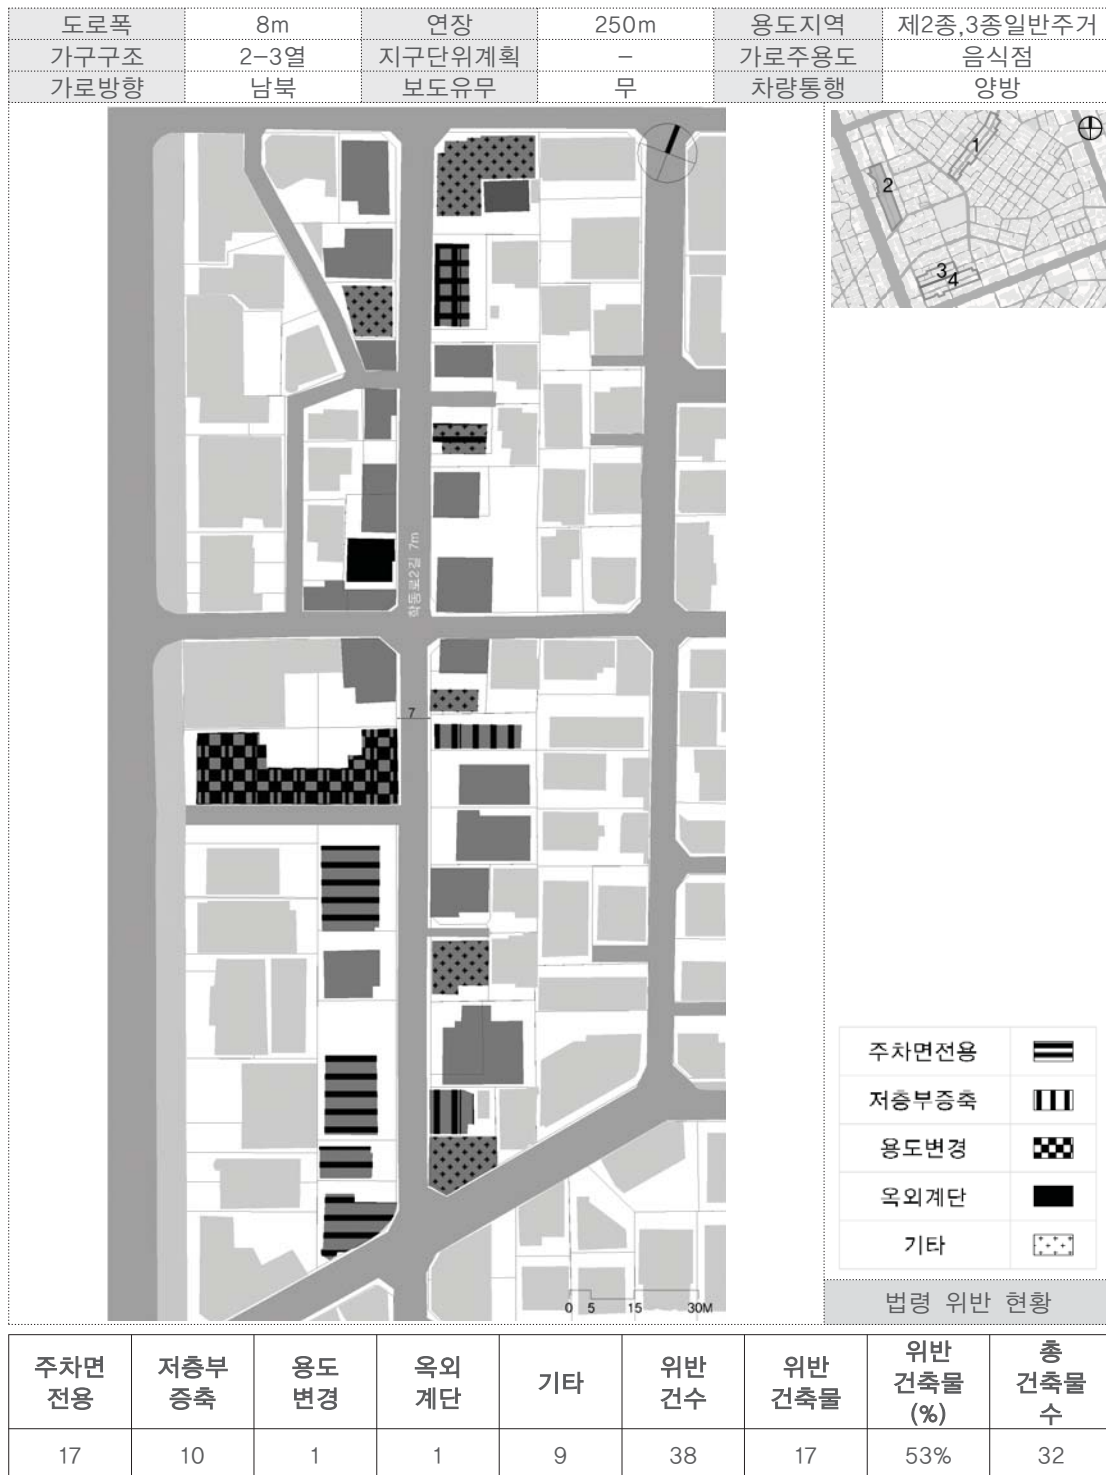 도로폭 8m 연장 250m 용도지역 제2종,3종일반주거
가구구조 2-3열 지구단위계획 - 가로주용도 음식점
가로방향 남북 보도유무 무 차량통행 양방
1
2
3
4
학동로2길 7m
7
0 5 15 30M
주차면전용
저층부증축
용도변경
옥외계단
기타
법령 위반 현황
주차면 전용 저층부 증축 용도 변경 옥외 계단 기타 위반 건수 위반 건축물 위반 건축물 (%) 총 건축물 수
17 10 1 1 9 38 17 53% 32